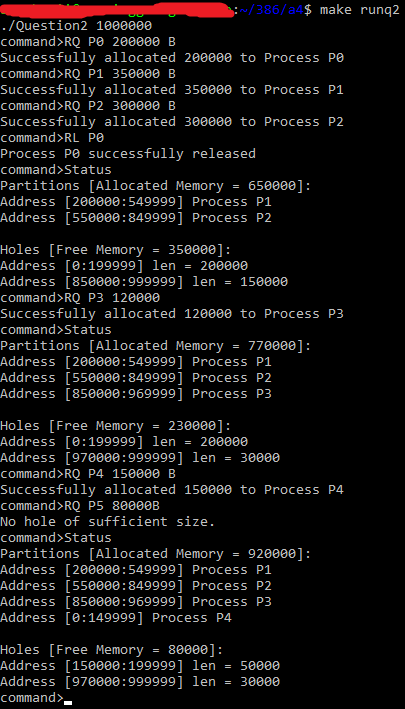 :~/386/a4$ make runq2
./Question2 1000000
command>RQ P0 200000 B
Successfully allocated 200000 to Process P0
command>RQ P1 350000 B
Successfully allocated 350000 to Process P1
command>RQ P2 300000 B
Successfully allocated 300000 to Process P2
command>RL P0
Process P0 successfully released
command>Status
Partitions [Allocated Memory = 650000]:
Address [200000:549999] Process P1
Address [550000:849999] Process P2

Holes [Free Memory = 350000]:
Address [0:199999] len = 200000
Address [850000:999999] len = 150000
command>RQ P3 120000
Successfully allocated 120000 to Process P3
command>Status
Partitions [Allocated Memory = 770000]:
Address [200000:549999] Process P1
Address [550000:849999] Process P2
Address [850000:969999] Process P3

Holes [Free Memory = 230000]:
Address [0:199999] len = 200000
Address [970000:999999] len = 30000
command>RQ P4 150000 B
Successfully allocated 150000 to Process P4
command>RQ P5 80000B
No hole of sufficient size.
command>Status
Partitions [Allocated Memory = 920000]:
Address [200000:549999] Process P1
Address [550000:849999] Process P2
Address [850000:969999] Process P3
Address [0:149999] Process P4

Holes [Free Memory = 80000]:
Address [150000:199999] len = 50000
Address [970000:999999] len = 30000
command>